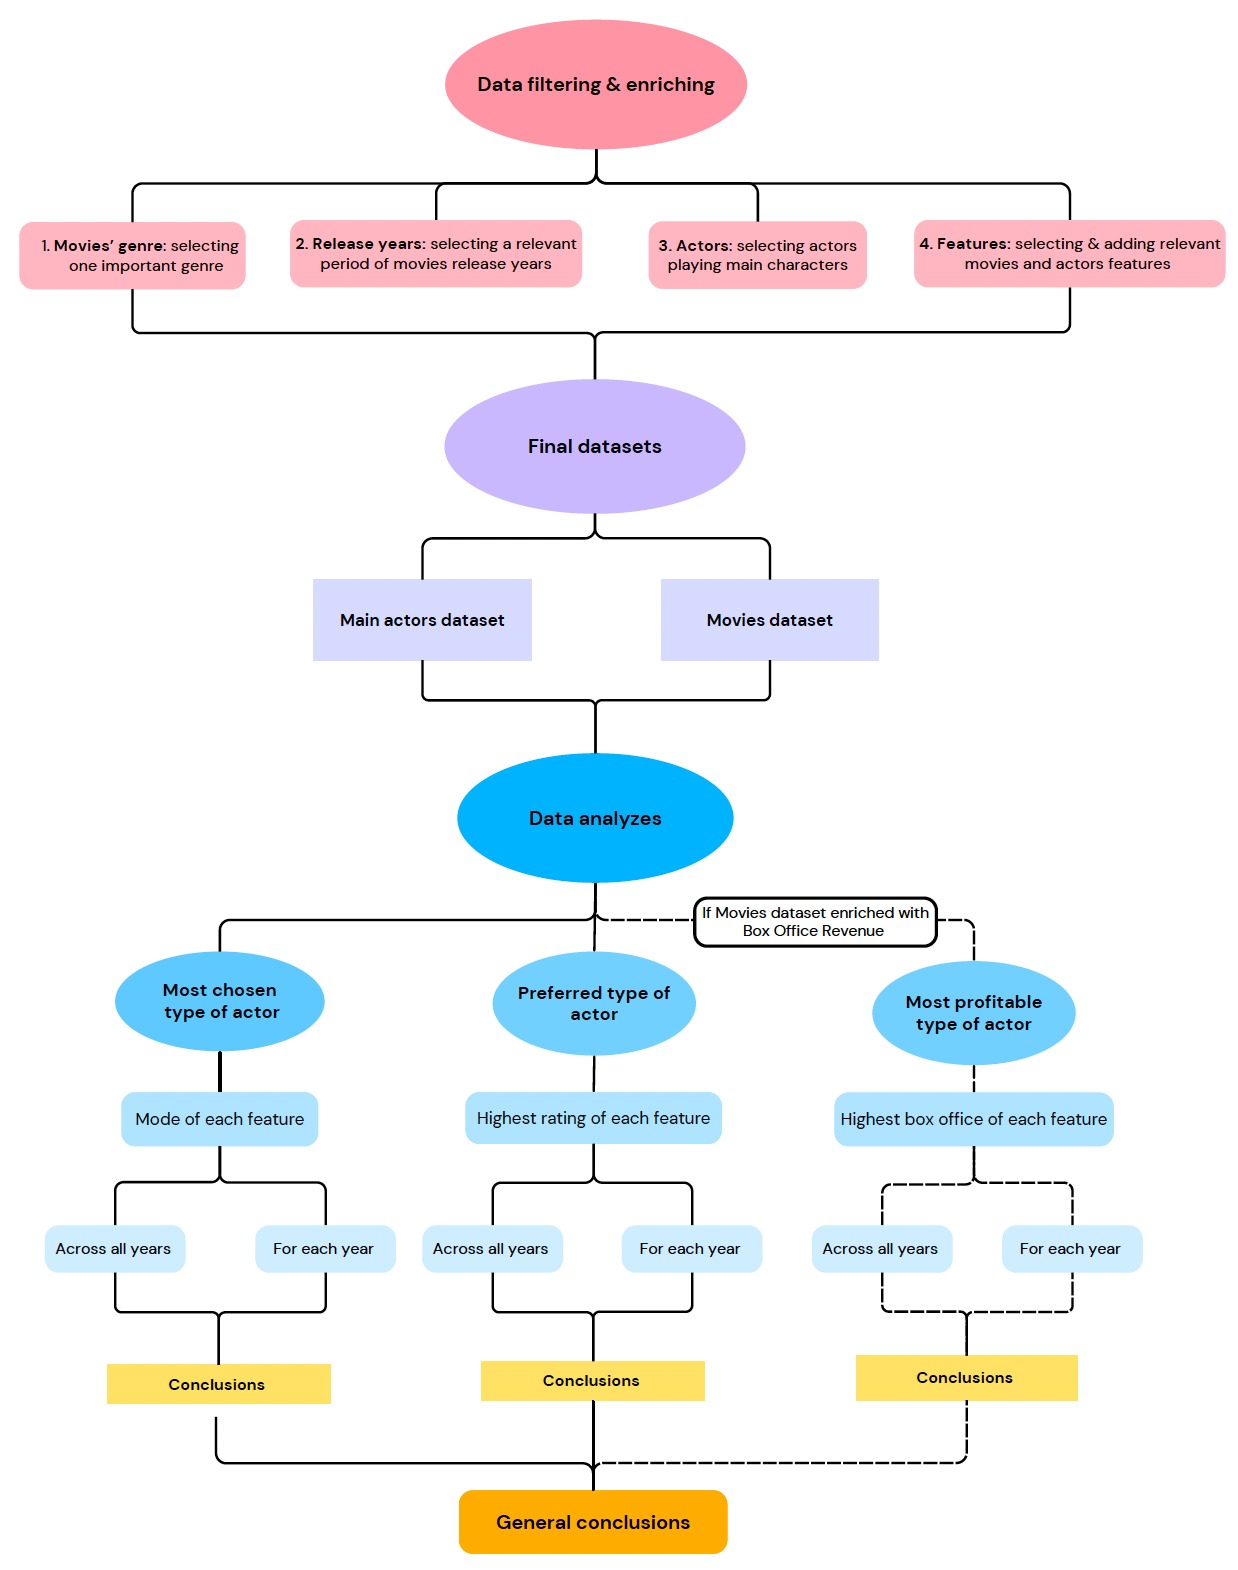 Data filtering & enriching
1. Movies’ genre: selecting
one important genre
2. Release years: selecting a relevant
period of movies release years
3. Actors: selecting actors
playing main characters
4. Features: selecting & adding relevant
movies and actors features
Final datasets
Main actors dataset
Movies dataset
Data analyzes
If Movies dataset enriched with
Box Office Revenue
Most chosen
type of actor
Preferred type of
actor
Most profitable
type of actor
Mode of each feature
Highest rating of each feature
Highest box office of each feature
Across all years
For each year
Across all years
For each year
Across all years
For each year
Conclusions
Conclusions
Conclusions
General conclusions